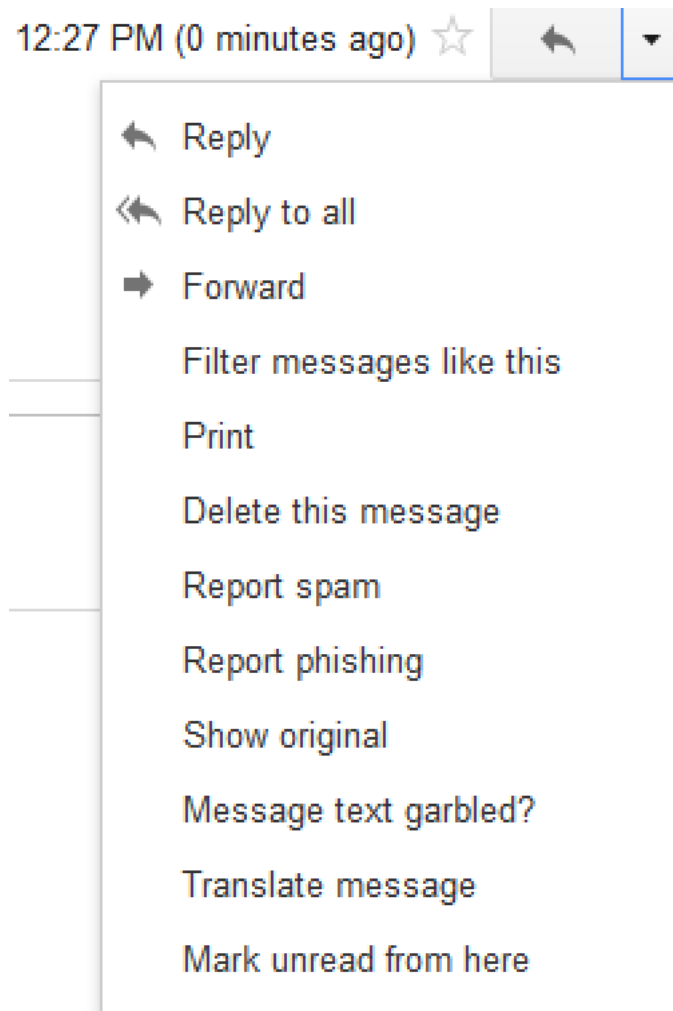 12:27 PM (0 minutes ago)
Reply
Reply to all
Forward
Filter messages like this
Print
Delete this message
Report spam
Report phishing
Show original
Message text garbled?
Translate message
Mark unread from here